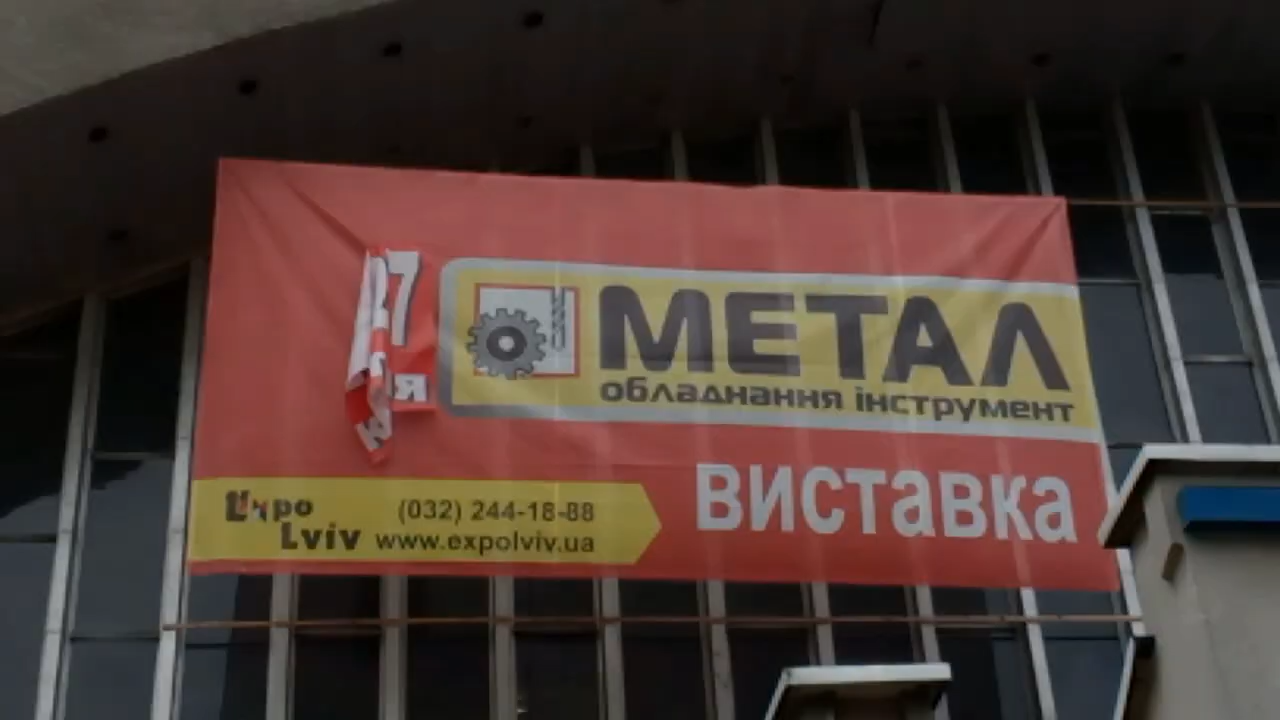 МЕТАЛ
обладнання інструмент
виставка
Expo
Lviv
(032) 244-18-88
www.expolviv.ua